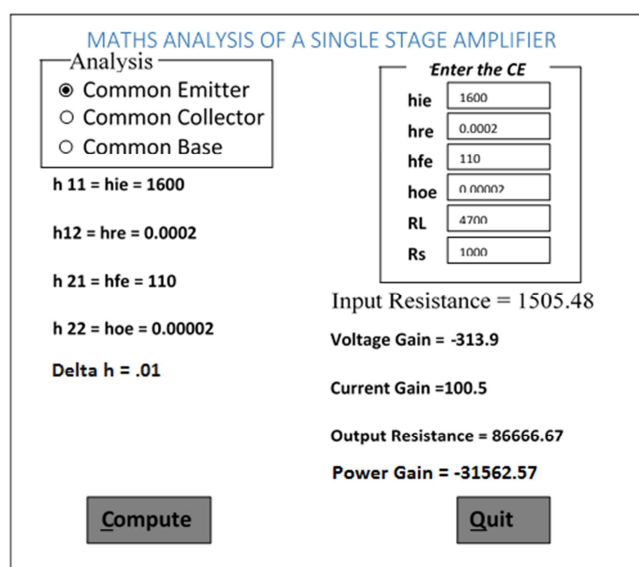 MATHS ANALYSIS OF A SINGLE STAGE AMPLIFIER
Analysis
Common Emitter
Common Collector
Common Base
h 11 = hie = 1600
h12 = hre = 0.0002
h 21 = hfe = 110
h 22 = hoe = 0.00002
Delta h = .01
Enter the CE
hie 1600
hre 0.0002
hfe 110
hoe 0.00002
RL 4700
Rs 1000
Input Resistance = 1505.48
Voltage Gain = -313.9
Current Gain =100.5
Output Resistance = 86666.67
Power Gain = -31562.57
Compute
Quit